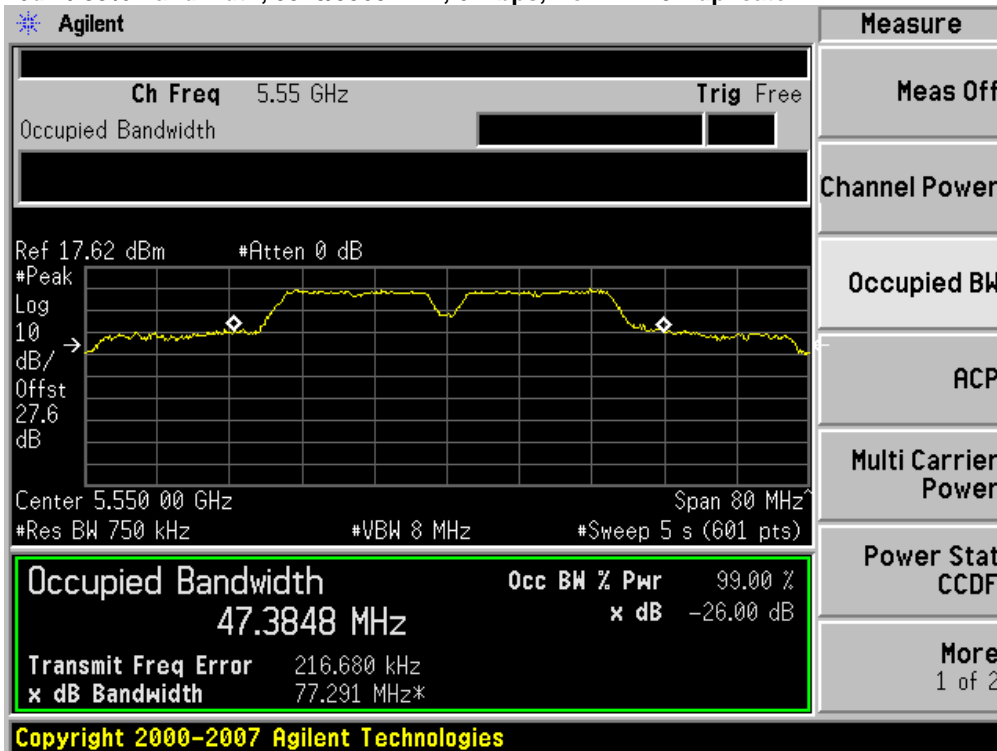 Agilent
Measure
Ch Freq 5.55 GHz
Trig Free
Occupied Bandwidth
Meas Off
Channel Power
Occupied BW
ACP
Multi Carrier
Power
Power Stat
CCDF
More
1 of 2
Ref 17.62 dBm #Atten 0 dB
#Peak
Log
10
dB/
Offst
27.6
dB
Center 5.550 00 GHz Span 80 MHz^
#Res BW 750 kHz #VBW 8 MHz #Sweep 5 s (601 pts)
Occupied Bandwidth
47.3848 MHz
Occ BW % Pwr 99.00 %
x dB -26.00 dB
Transmit Freq Error 216.680 kHz
x dB Bandwidth 77.291 MHz*
Copyright 2000-2007 Agilent Technologies